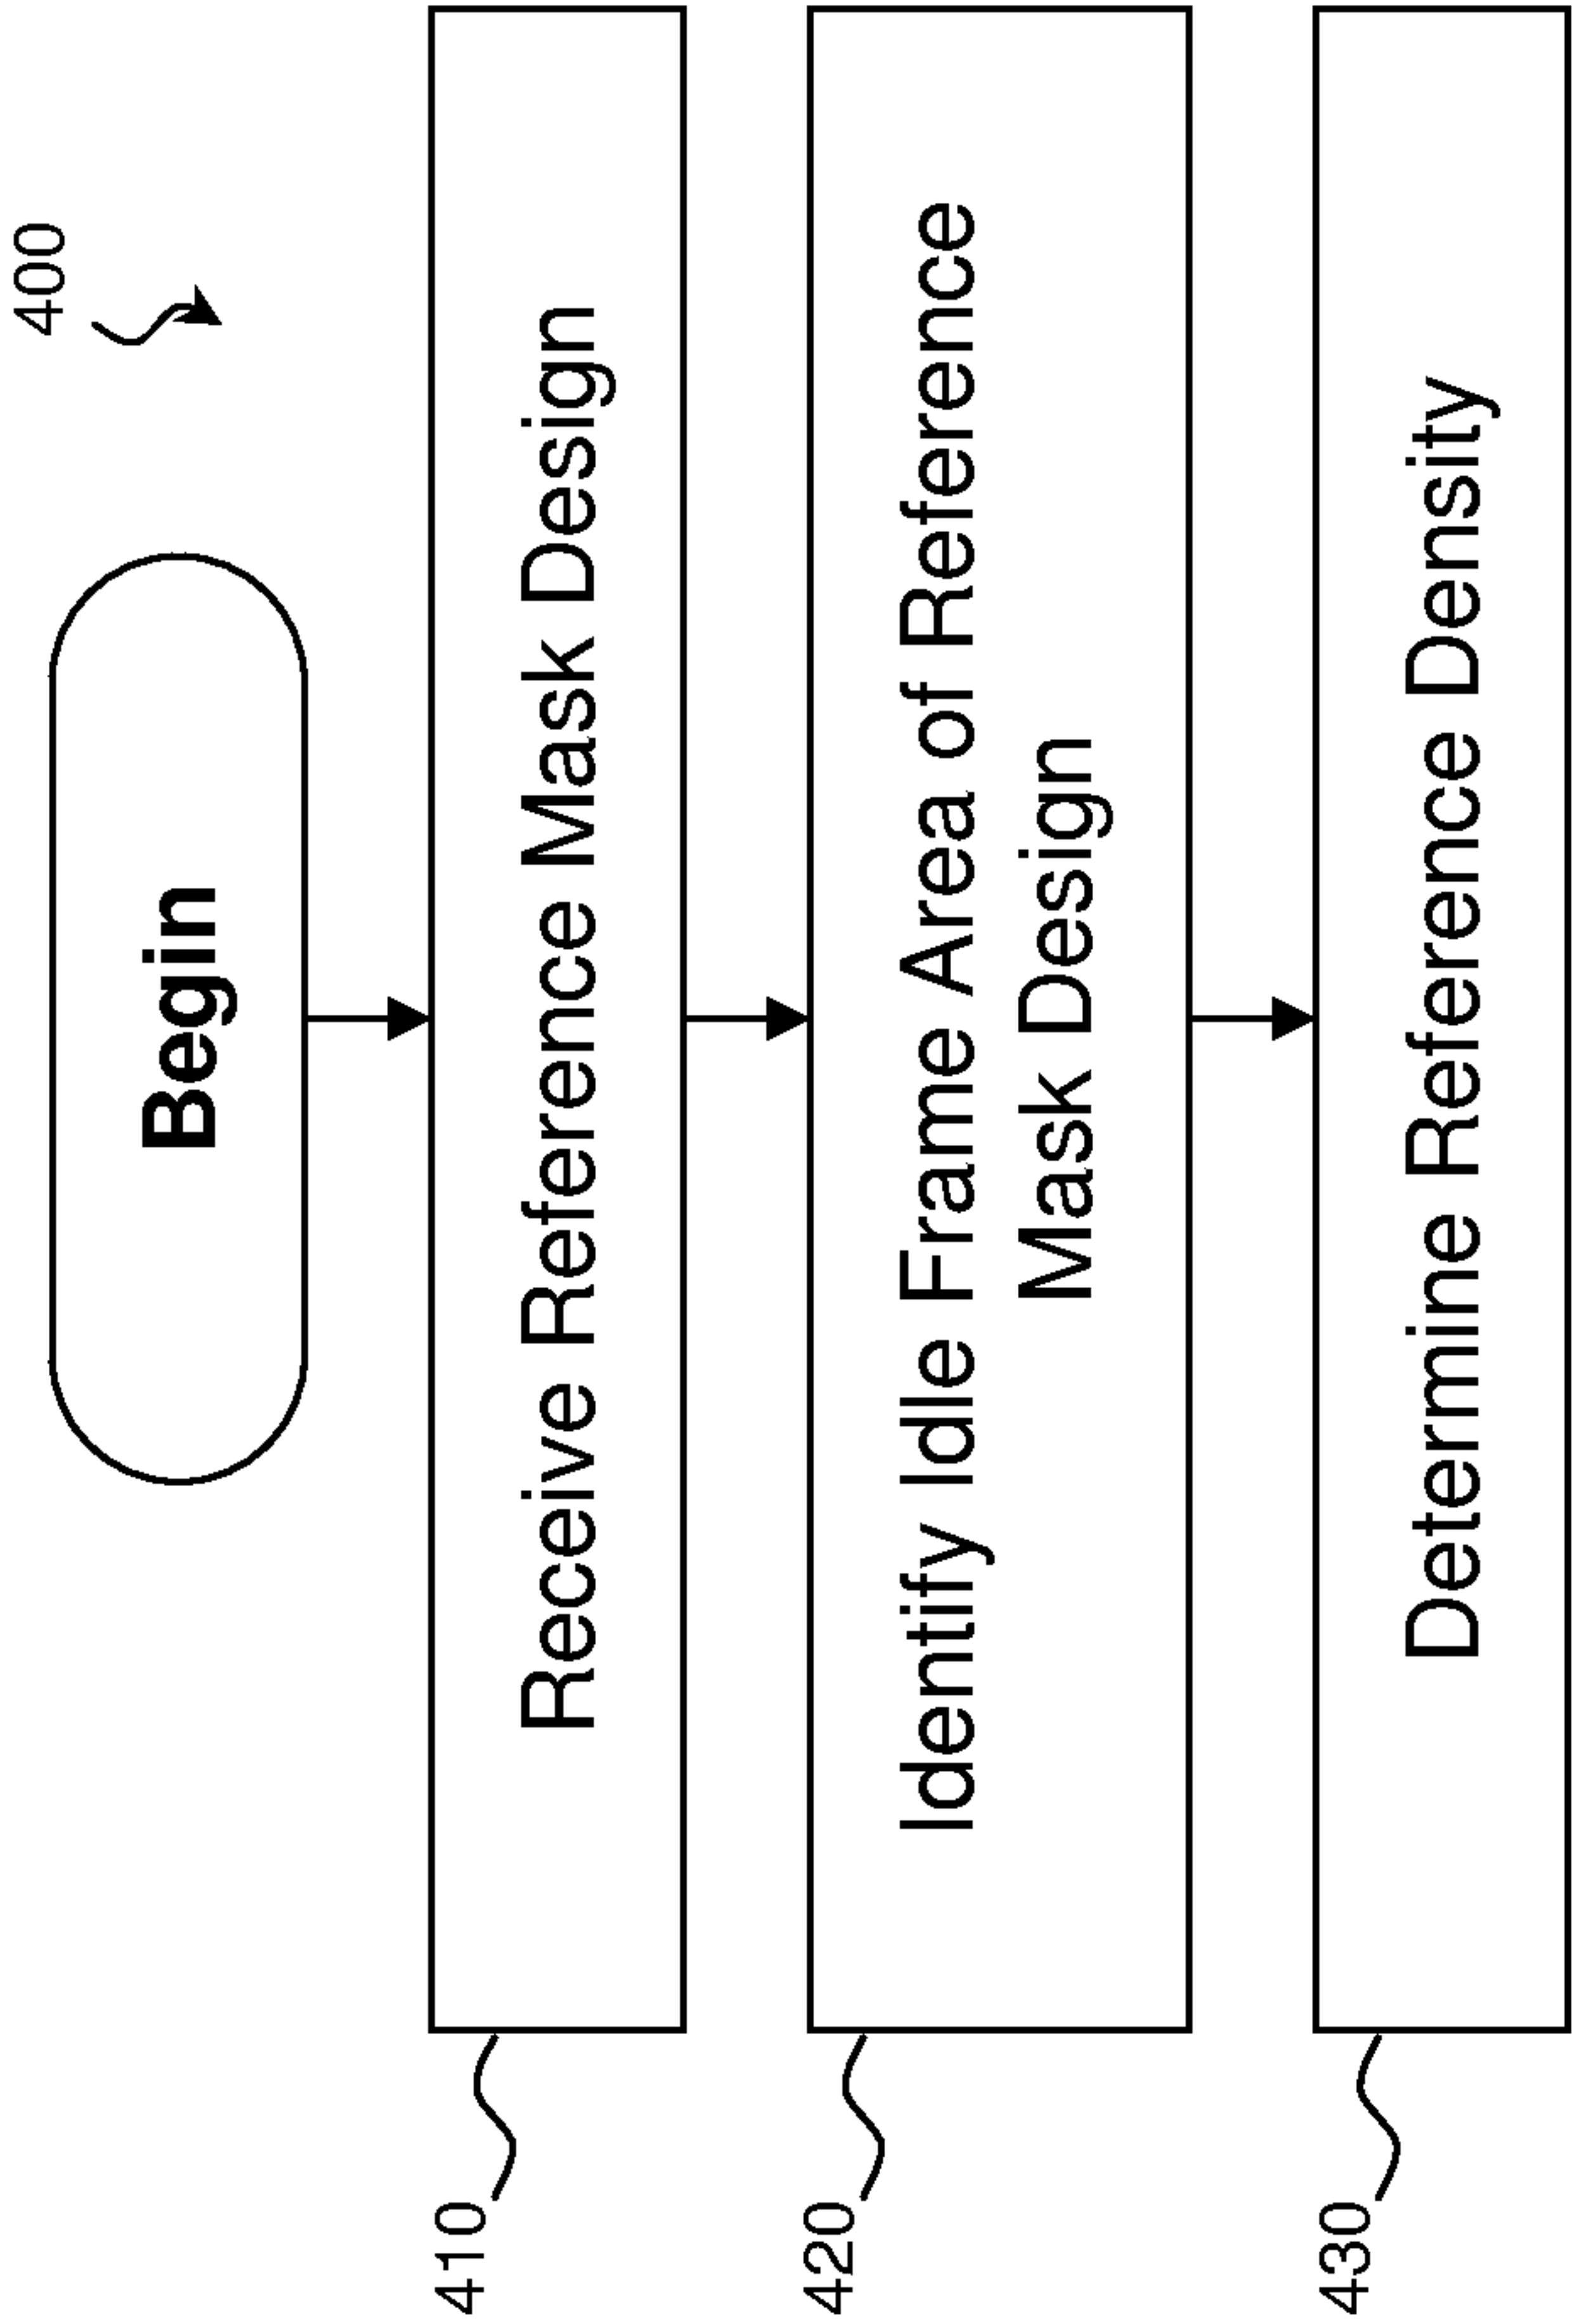 400
Begin
410
Receive Reference Mask Design
420
Identify Idle Frame Area of Reference
Mask Design
430
Determine Reference Density